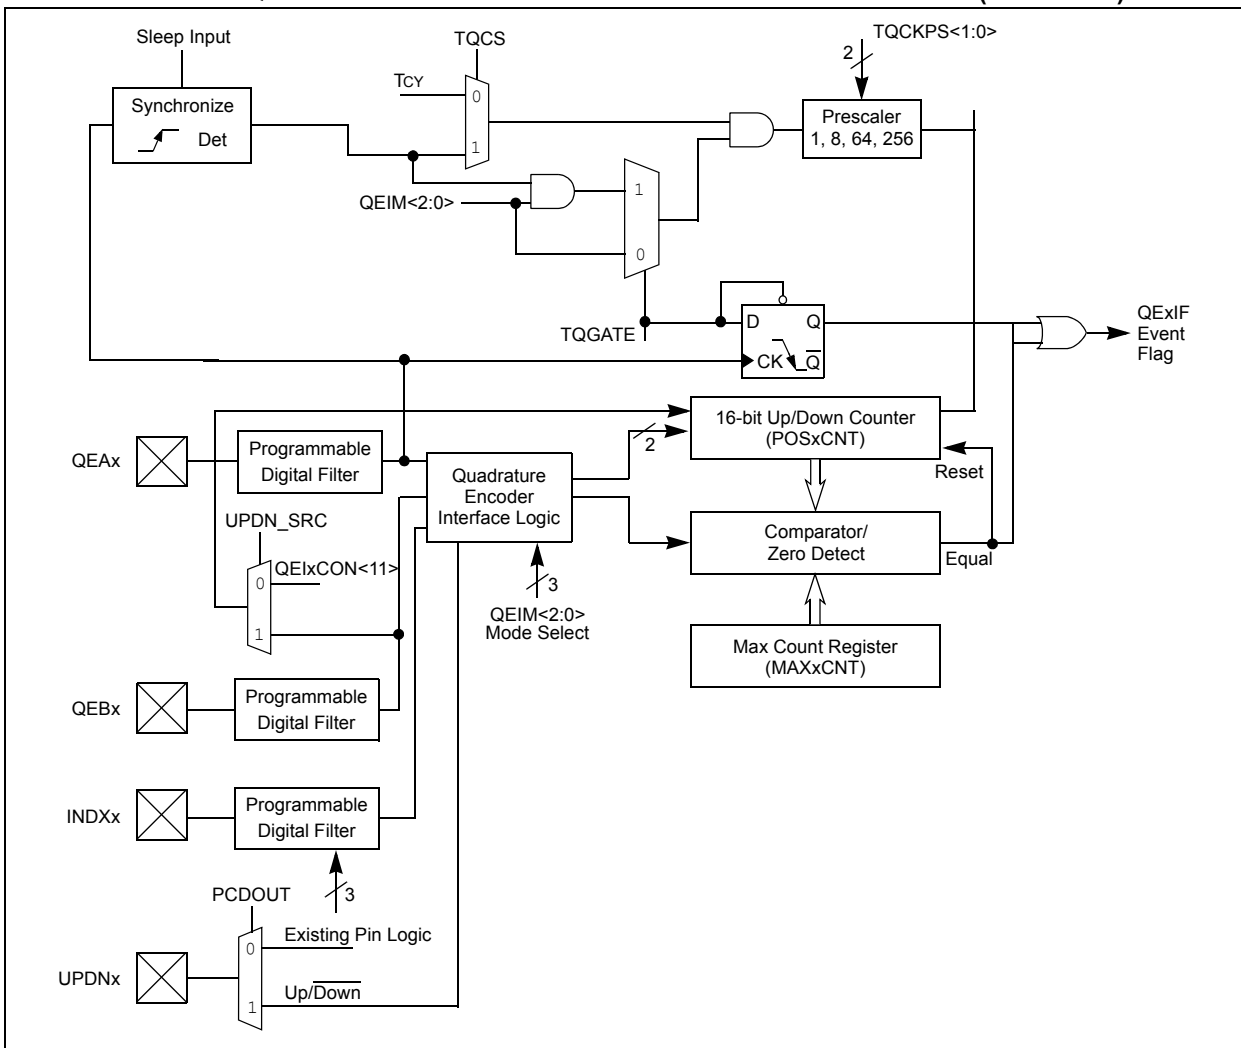 Sleep Input
TQCS
TQCKPS<1:0>
2
TCY
0
1
Synchronize
Det
Prescaler
1, 8, 64, 256
QEIM<2:0>
1
0
TQGATE
D
Q
CK
Q
QExIF
Event
Flag
16-bit Up/Down Counter
(POSxCNT)
2
Reset
QEAx
Programmable
Digital Filter
Quadrature
Encoder
Interface Logic
UPDN_SRC
0
QEIxCON<11>
1
Comparator/
Zero Detect
Equal
3
QEIM<2:0>
Mode Select
Max Count Register
(MAXxCNT)
QEBx
Programmable
Digital Filter
INDXx
Programmable
Digital Filter
3
PCDOUT
0
Existing Pin Logic
UPDNx
Up/Down
1